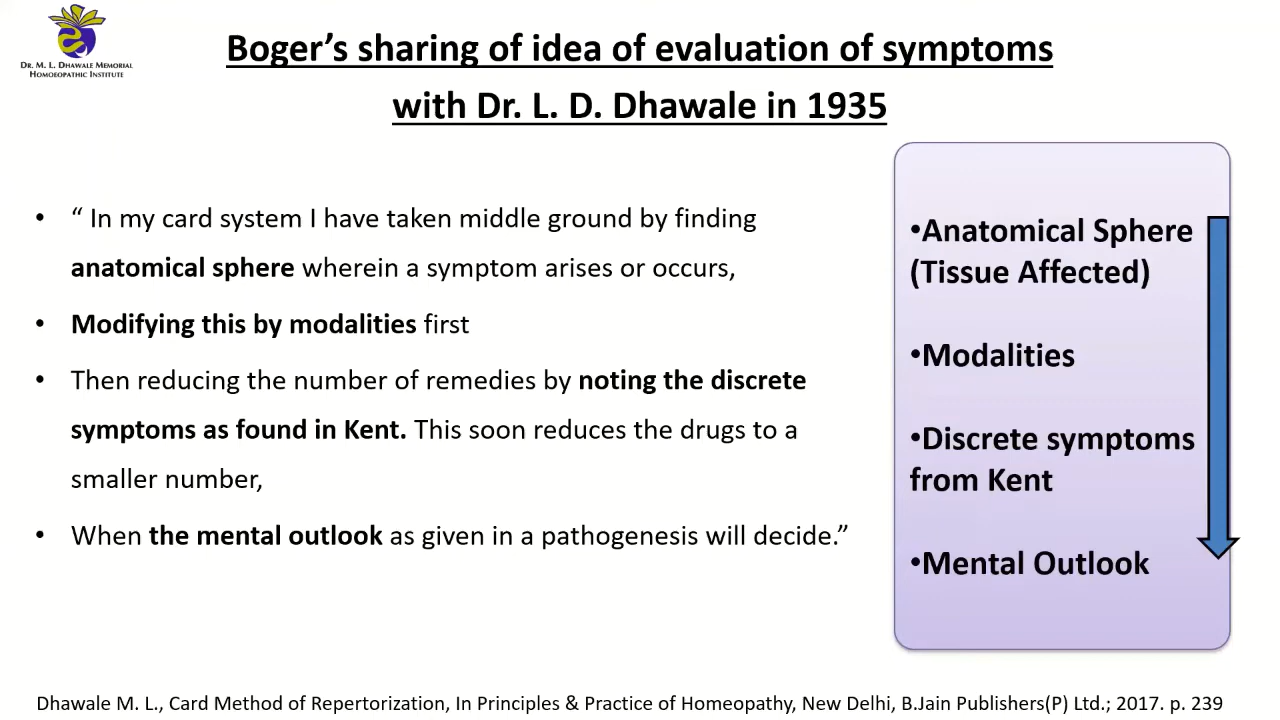 Dr. M. L. Dhawale Memorial
Homoeopathic Institute
Boger’s sharing of idea of evaluation of symptoms
with Dr. L. D. Dhawale in 1935
• “ In my card system I have taken middle ground by finding
anatomical sphere wherein a symptom arises or occurs,
• Modifying this by modalities first
• Then reducing the number of remedies by noting the discrete
symptoms as found in Kent. This soon reduces the drugs to a
smaller number,
• When the mental outlook as given in a pathogenesis will decide.”
•Anatomical Sphere
(Tissue Affected)
•Modalities
•Discrete symptoms
from Kent
•Mental Outlook
Dhawale M. L., Card Method of Repertorization, In Principles & Practice of Homeopathy, New Delhi, B.Jain Publishers(P) Ltd.; 2017. p. 239